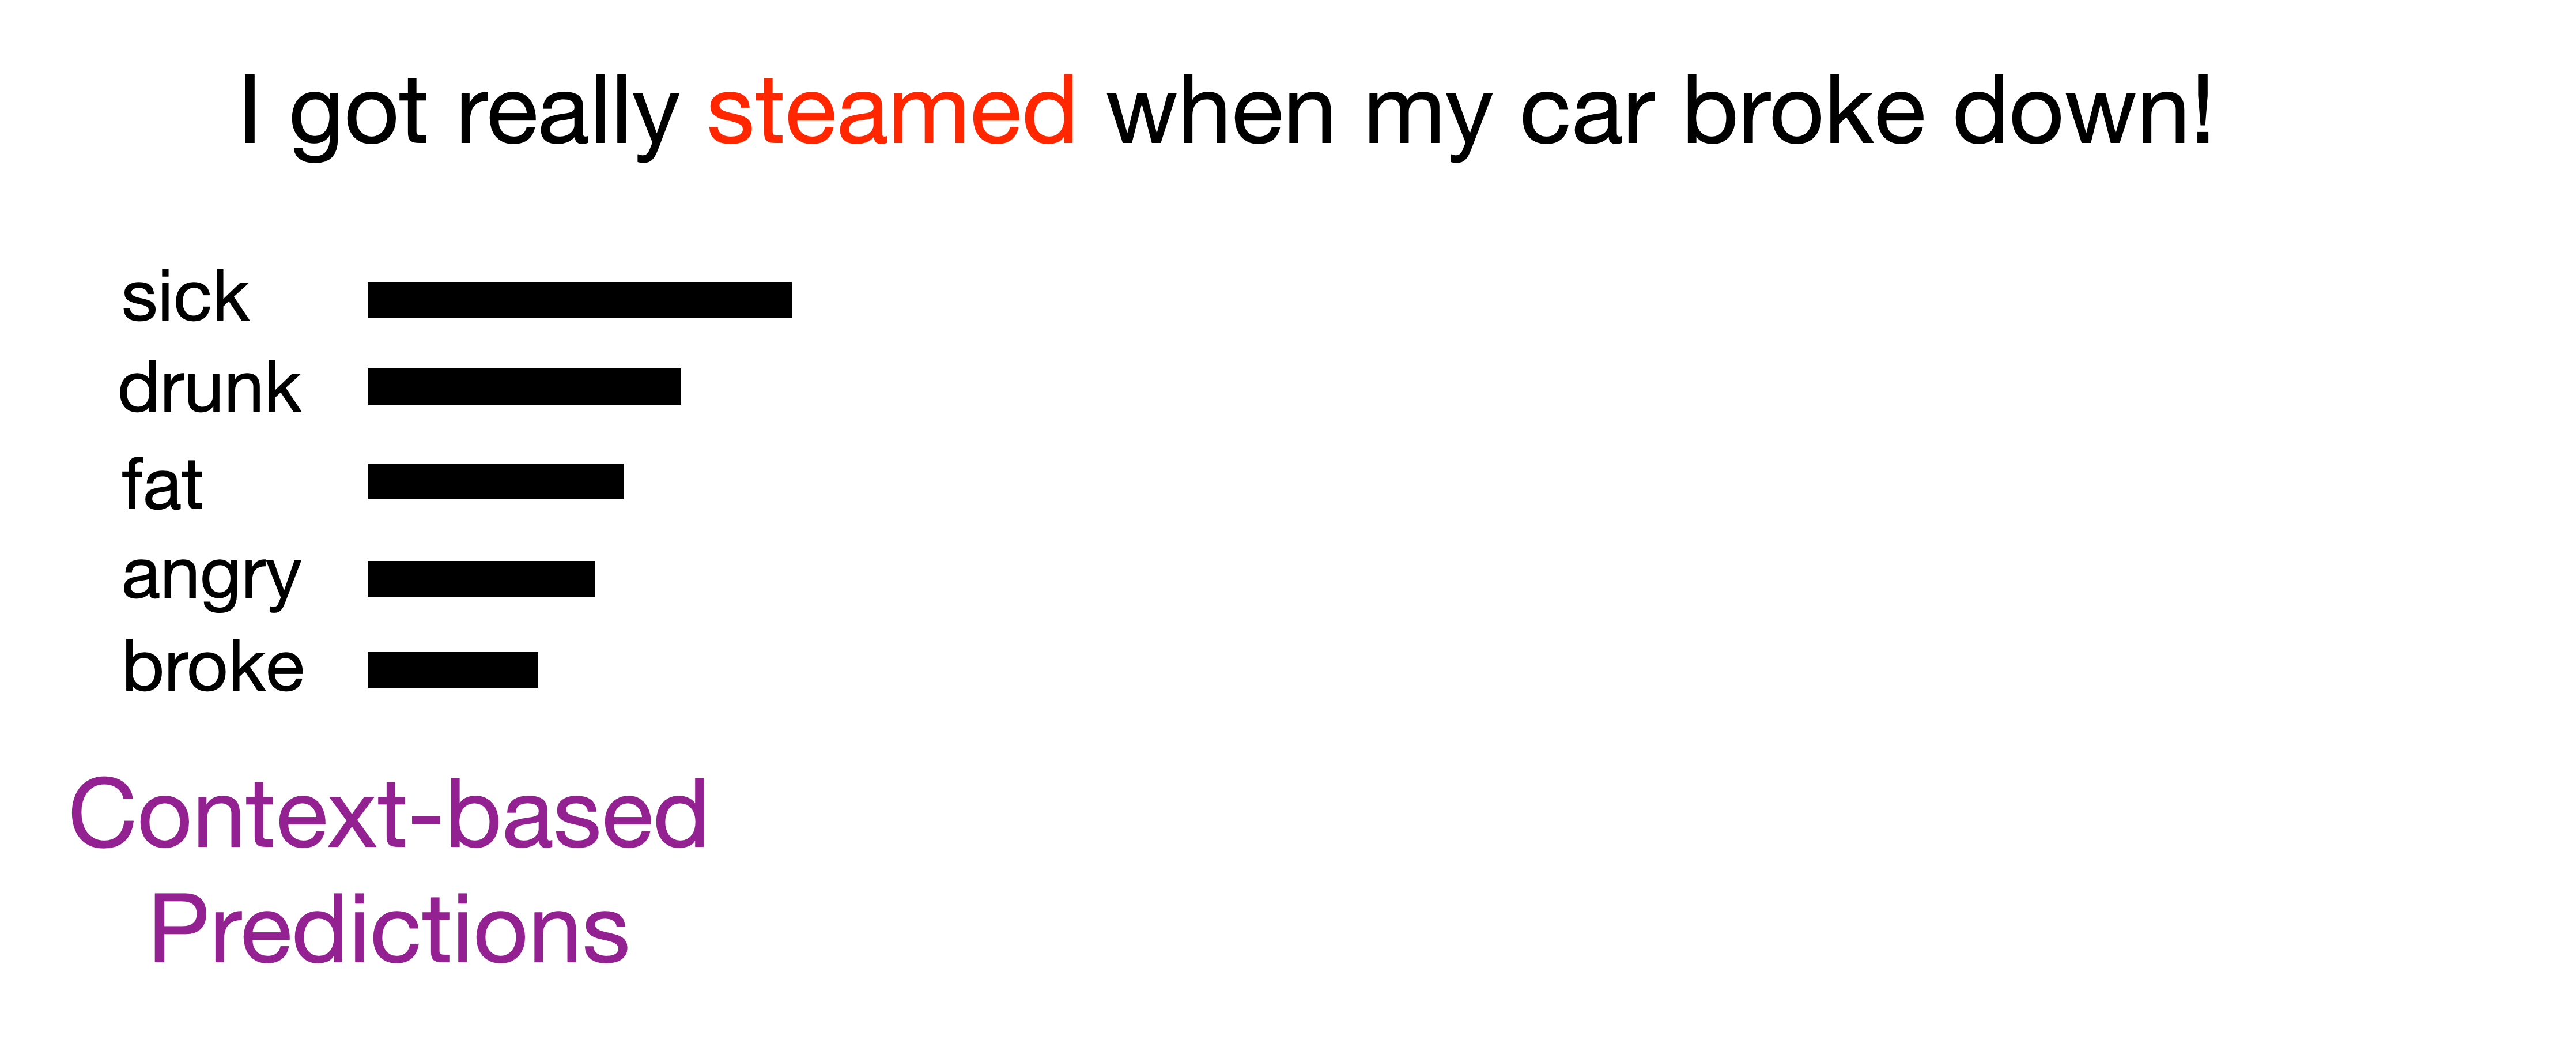 I got really steamed when my car broke down!
sick
drunk
fat
angry
broke
Context-based
Predictions